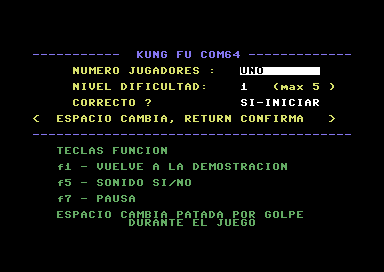 ----------- KUNG FU COM64 -------------
NUMERO JUGADORES : UNO
NIVEL DIFICULTAD: 1 (max 5 )
CORRECTO ? SI-INICIAR
< ESPACIO CAMBIA, RETURN CONFIRMA >
----------------------------------------
TECLAS FUNCION
f1 - VUELVE A LA DEMOSTRACION
f5 - SONIDO SI/NO
f7 - PAUSA
ESPACIO CAMBIA PATADA POR GOLPE
DURANTE EL JUEGO